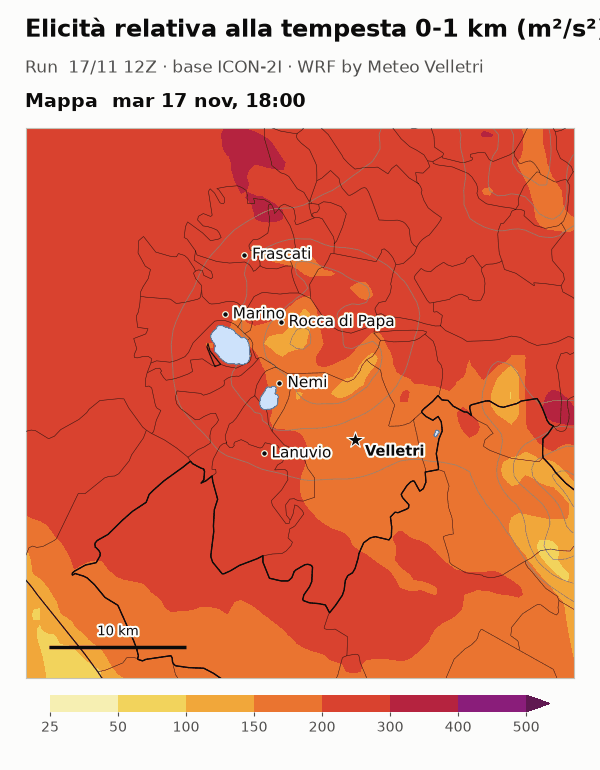 Elicità relativa alla tempesta 0-1 km (m²/s²)
Run  17/11 12Z · base ICON-2I · WRF by Meteo Velletri
Mappa  mar 17 nov, 18:00
Frascati
Marino
Rocca di Papa
Nemi
Velletri
Lanuvio
10 km
25 50 100 150 200 300 400 500